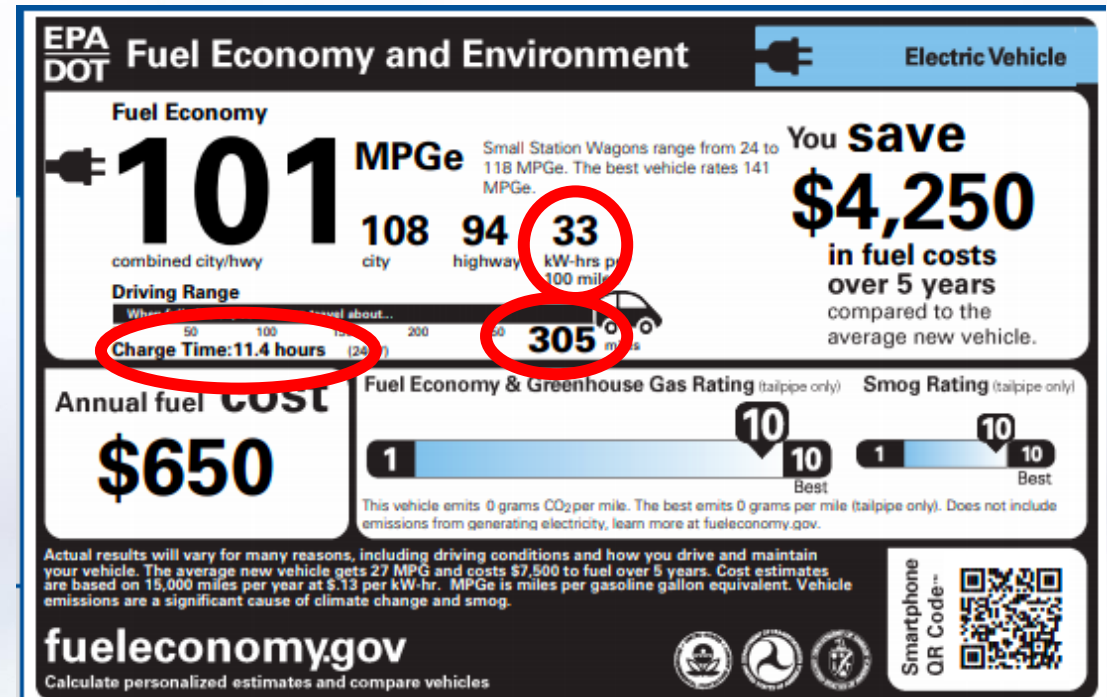 EPA
DOT
Fuel Economy and Environment
Electric Vehicle
Fuel Economy
101
MPGe
combined city/hwy
Small Station Wagons range from 24 to
118 MPGe. The best vehicle rates 141
MPGe.
108
city
94
highway
33
kW-hrs
100
Driving Range
50 100 200
305
Charge Time:11.4 hours
You save
$4,250
in fuel costs
over 5 years
compared to the
average new vehicle.
Annual fuel cost
$650
Fuel Economy & Greenhouse Gas Rating (tailpipe only)
10
1
10
Best
Smog Rating (tailpipe only)
10
1
10
Best
This vehicle emits 0 grams CO2 per mile. The best emits 0 grams per mile (tailpipe only). Does not include
emissions from generating electricity, learn more at fueleconomy.gov.
Actual results will vary for many reasons, including driving conditions and how you drive and maintain
your vehicle. The average new vehicle gets 27 MPG and costs $7,500 to fuel over 5 years. Cost estimates
are based on 15,000 miles per year at $.13 per kW-hr. MPGe is miles per gasoline gallon equivalent. Vehicle
emissions are a significant cause of climate change and smog.
fueleconomy.gov
Calculate personalized estimates and compare vehicles
Smartphone
QR Code™